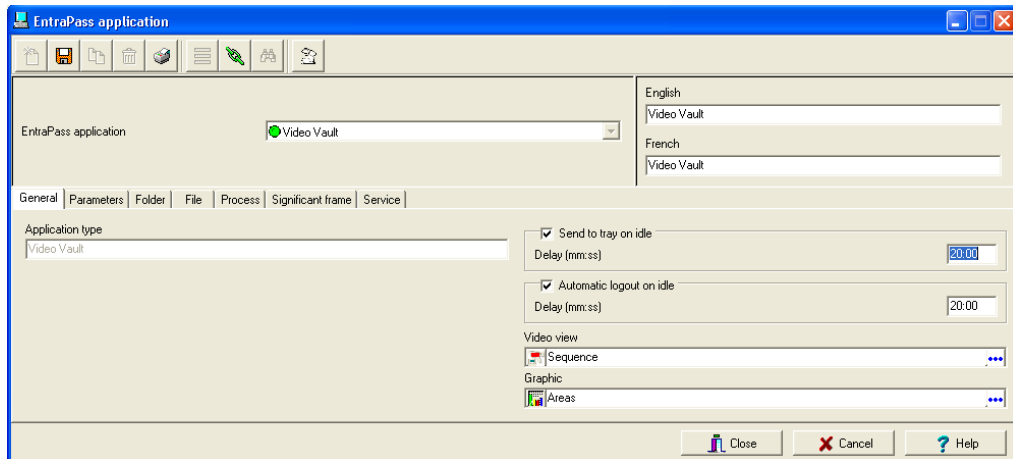 EntraPass application
EntraPass application
Video Vault
English
Video Vault
French
Video Vault
General Parameters Folder File Process Significant frame Service
Application type
Video Vault
Send to tray on idle
Delay (mm:ss) 20:00
Automatic logout on idle
Delay (mm:ss) 20:00
Video view
Sequence
Graphic
Areas
Close Cancel Help